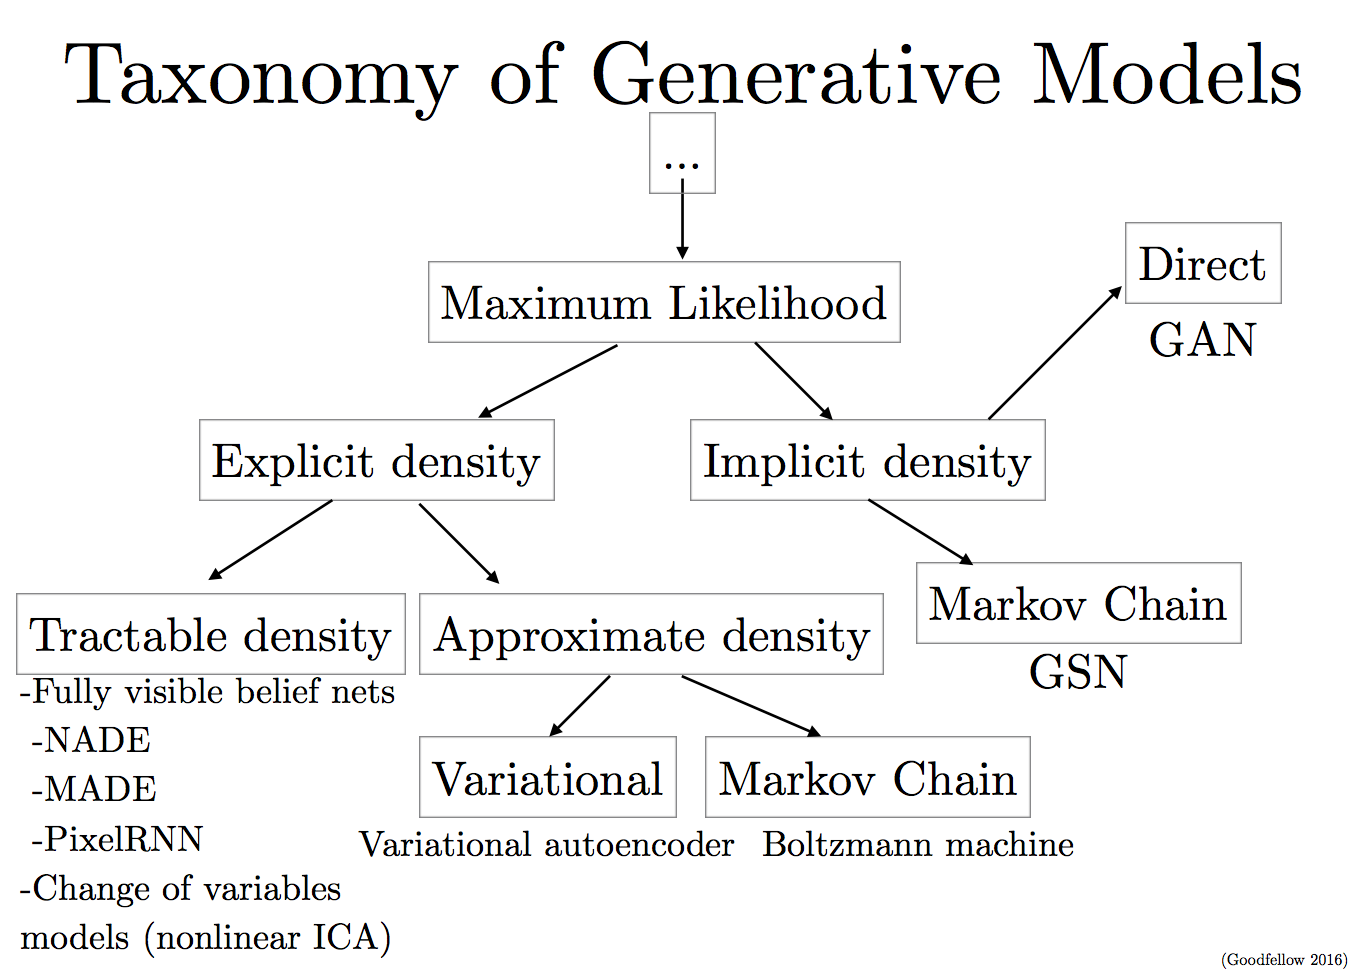 Taxonomy of Generative Models
...
Maximum Likelihood
Direct
GAN
Explicit density
Implicit density
Tractable density
-Fully visible belief nets
-NADE
-MADE
-PixelRNN
-Change of variables
models (nonlinear ICA)
Approximate density
Markov Chain
GSN
Variational
Variational autoencoder
Markov Chain
Boltzmann machine
(Goodfellow 2016)